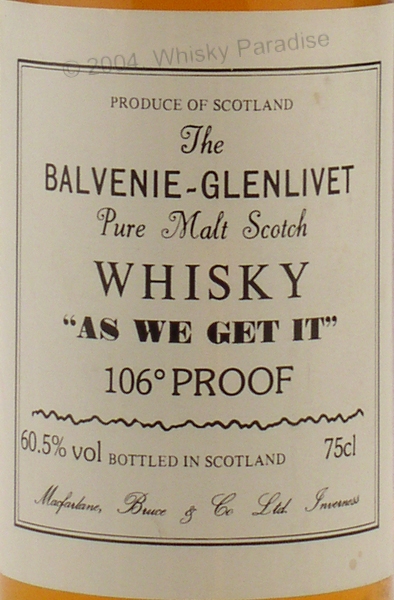 © 2004, Whisky Paradise
PRODUCE OF SCOTLAND
The
BALVENIE-GLENLIVET
Pure Malt Scotch
WHISKY
"AS WE GET IT"
106° PROOF
60.5% vol BOTTLED IN SCOTLAND 75cl
Macfarlane, Bruce & Co Ltd. Inverness